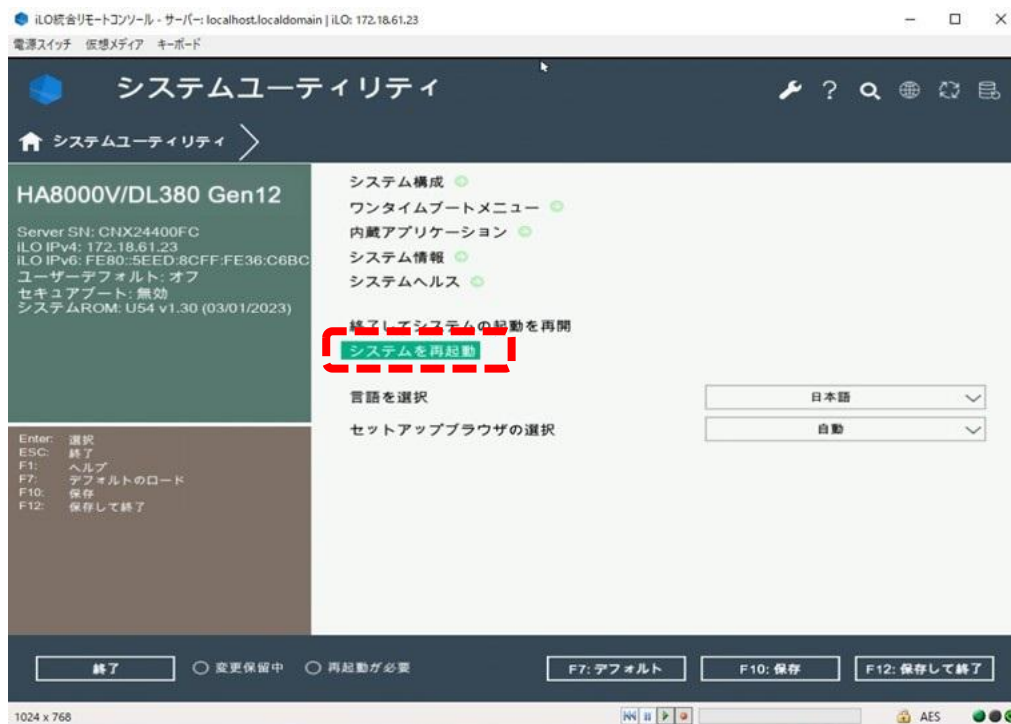 iLO統合リモートコンソール - サーバー: localhost.localdomain | iLO: 172.18.61.23
電源スイッチ 仮想メディア キーボード
システムユーティリティ
システムユーティリティ
HA8000V/DL380 Gen12
Server SN: CNX24400FC
iLO IPv4: 172.18.61.23
iLO IPv6: FE80::5EED:8CFF:FE36:C6BC
ユーザーデフォルト: オフ
セキュアブート: 無効
システムROM: U54 v1.30 (03/01/2023)
Enter: 選択
ESC: 終了
F1: ヘルプ
F7: デフォルトのロード
F10: 保存
F12: 保存して終了
システム構成
ワンタイムブートメニュー
内蔵アプリケーション
システム情報
システムヘルス
終了してシステムの起動を再開
システムを再起動
言語を選択 日本語
セットアップブラウザの選択 自動
終了 変更保留中 再起動が必要 F7: デフォルト F10: 保存 F12: 保存して終了
1024 x 768 AES